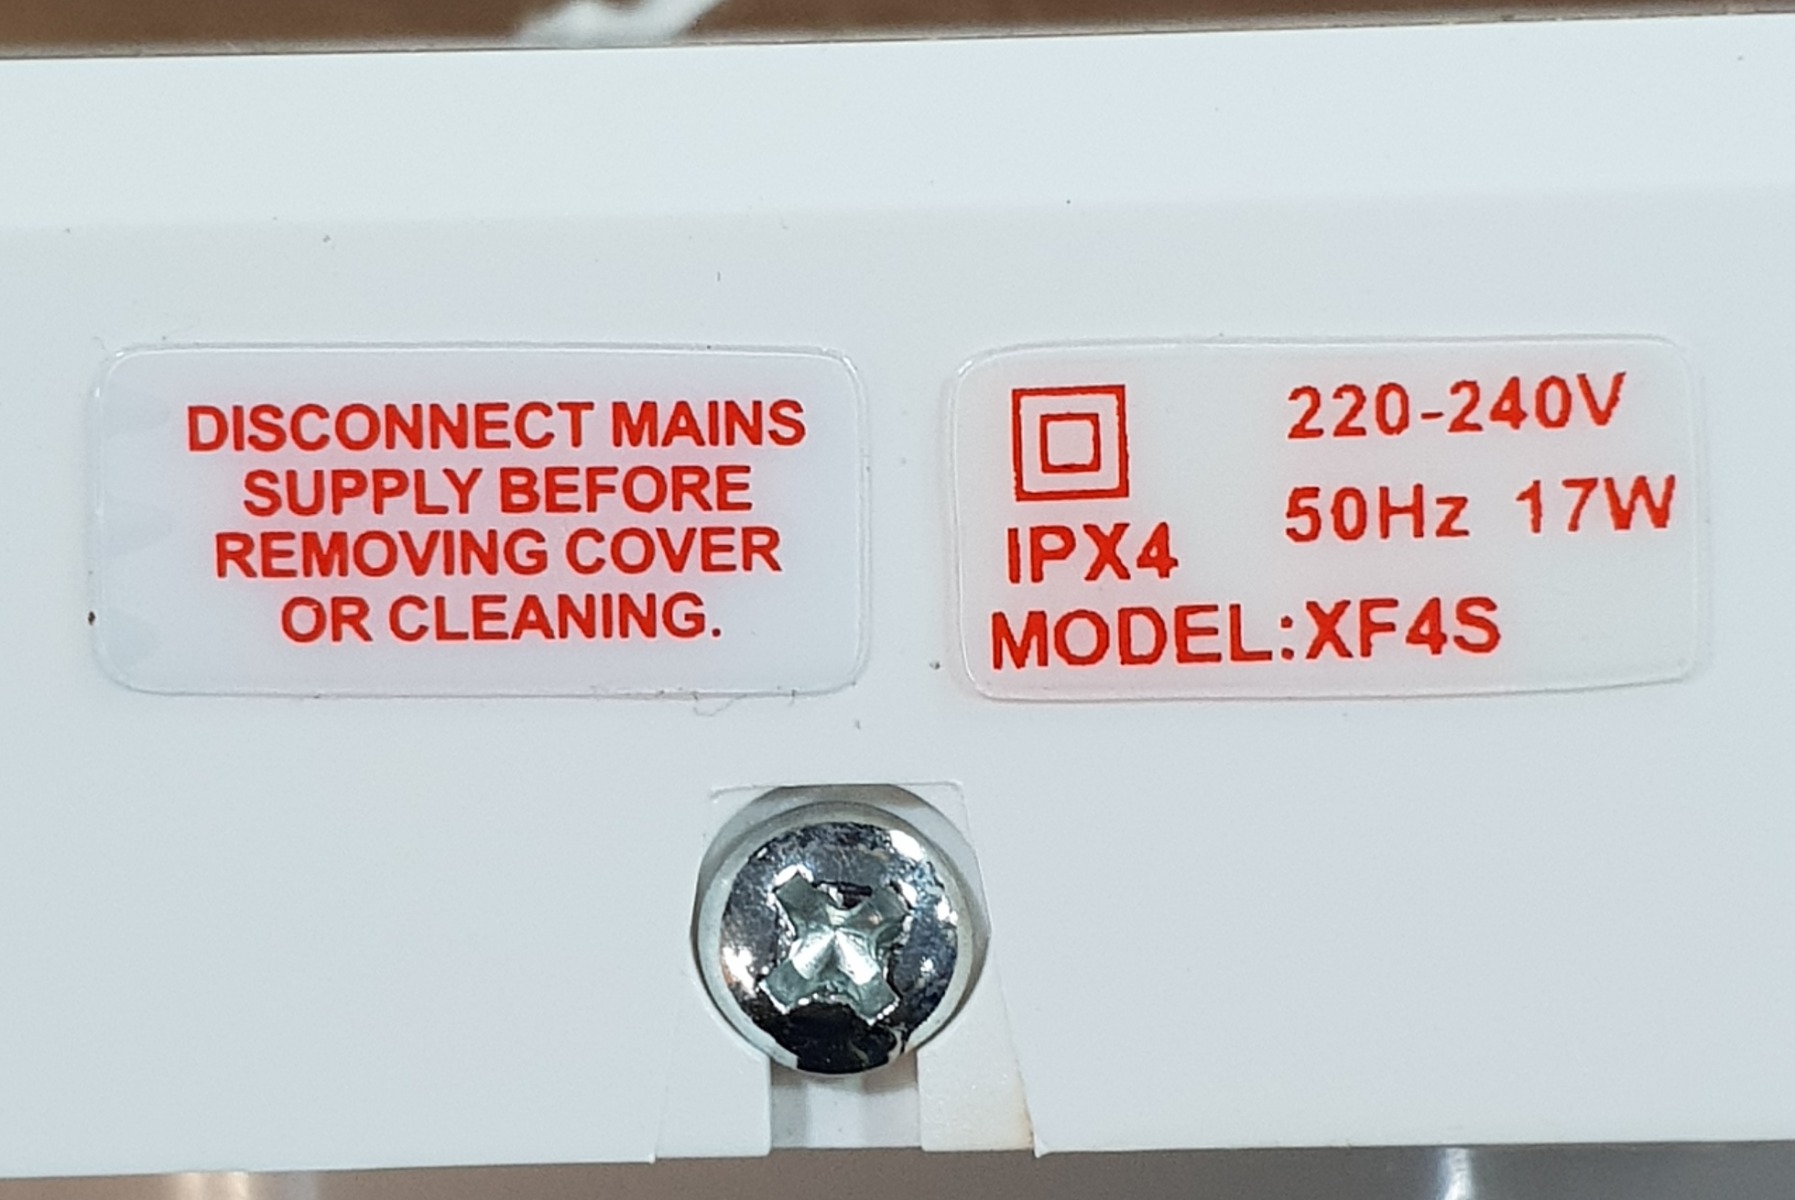 DISCONNECT MAINS
SUPPLY BEFORE
REMOVING COVER
OR CLEANING.
220-240V
IPX4 50Hz 17W
MODEL:XF4S